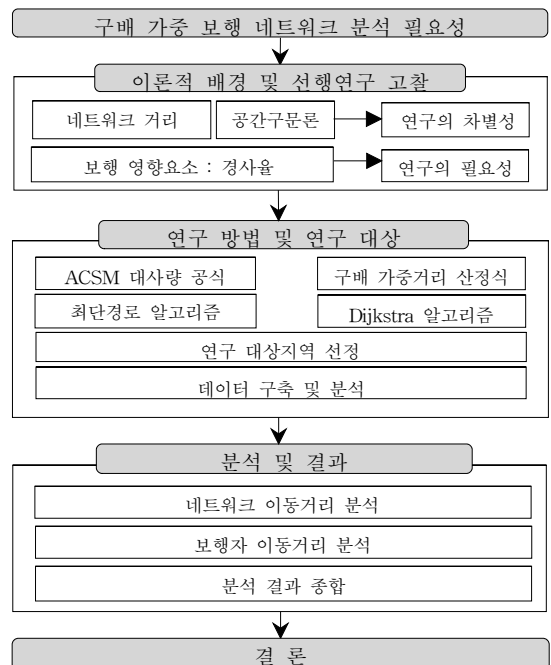 구배 가중 보행 네트워크 분석 필요성
이론적 배경 및 선행연구 고찰
네트워크 거리
공간구문론
연구의 차별성
보행 영향요소 : 경사율
연구의 필요성
연구 방법 및 연구 대상
ACSM 대사량 공식
구배 가중거리 산정식
최단경로 알고리즘
Dijkstra 알고리즘
연구 대상지역 선정
데이터 구축 및 분석
분석 및 결과
네트워크 이동거리 분석
보행자 이동거리 분석
분석 결과 종합
결 론